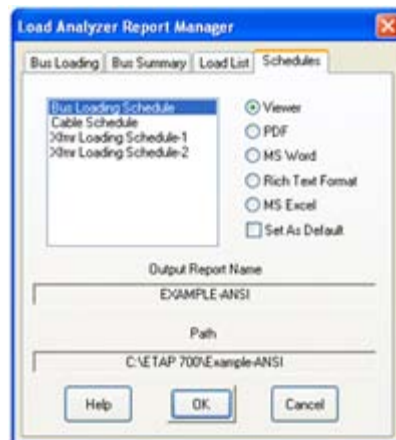 Load Analyzer Report Manager
Bus Loading Bus Summary Load List Schedules
Bus Loading Schedule
Cable Schedule
Xfmr Loading Schedule-1
Xfmr Loading Schedule-2
Viewer
PDF
MS Word
Rich Text Format
MS Excel
Set As Default
Output Report Name
EXAMPLE-ANSI
Path
C:\ETAP 700\Example-ANSI
Help OK Cancel